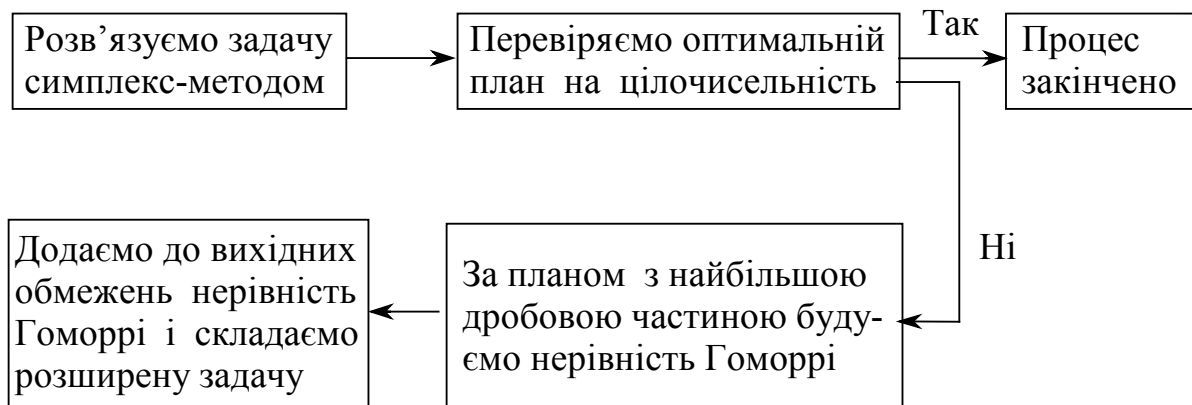 Розв’язуємо задачу
симплекс-методом
Перевіряємо оптимальній
план на цілочисельність
Так
Процес
закінчено
Ні
За планом з найбільшою
дробовою частиною буду-
ємо нерівність Гоморрі
Додаємо до вихідних
обмежень нерівність
Гоморрі і складаємо
розширену задачу